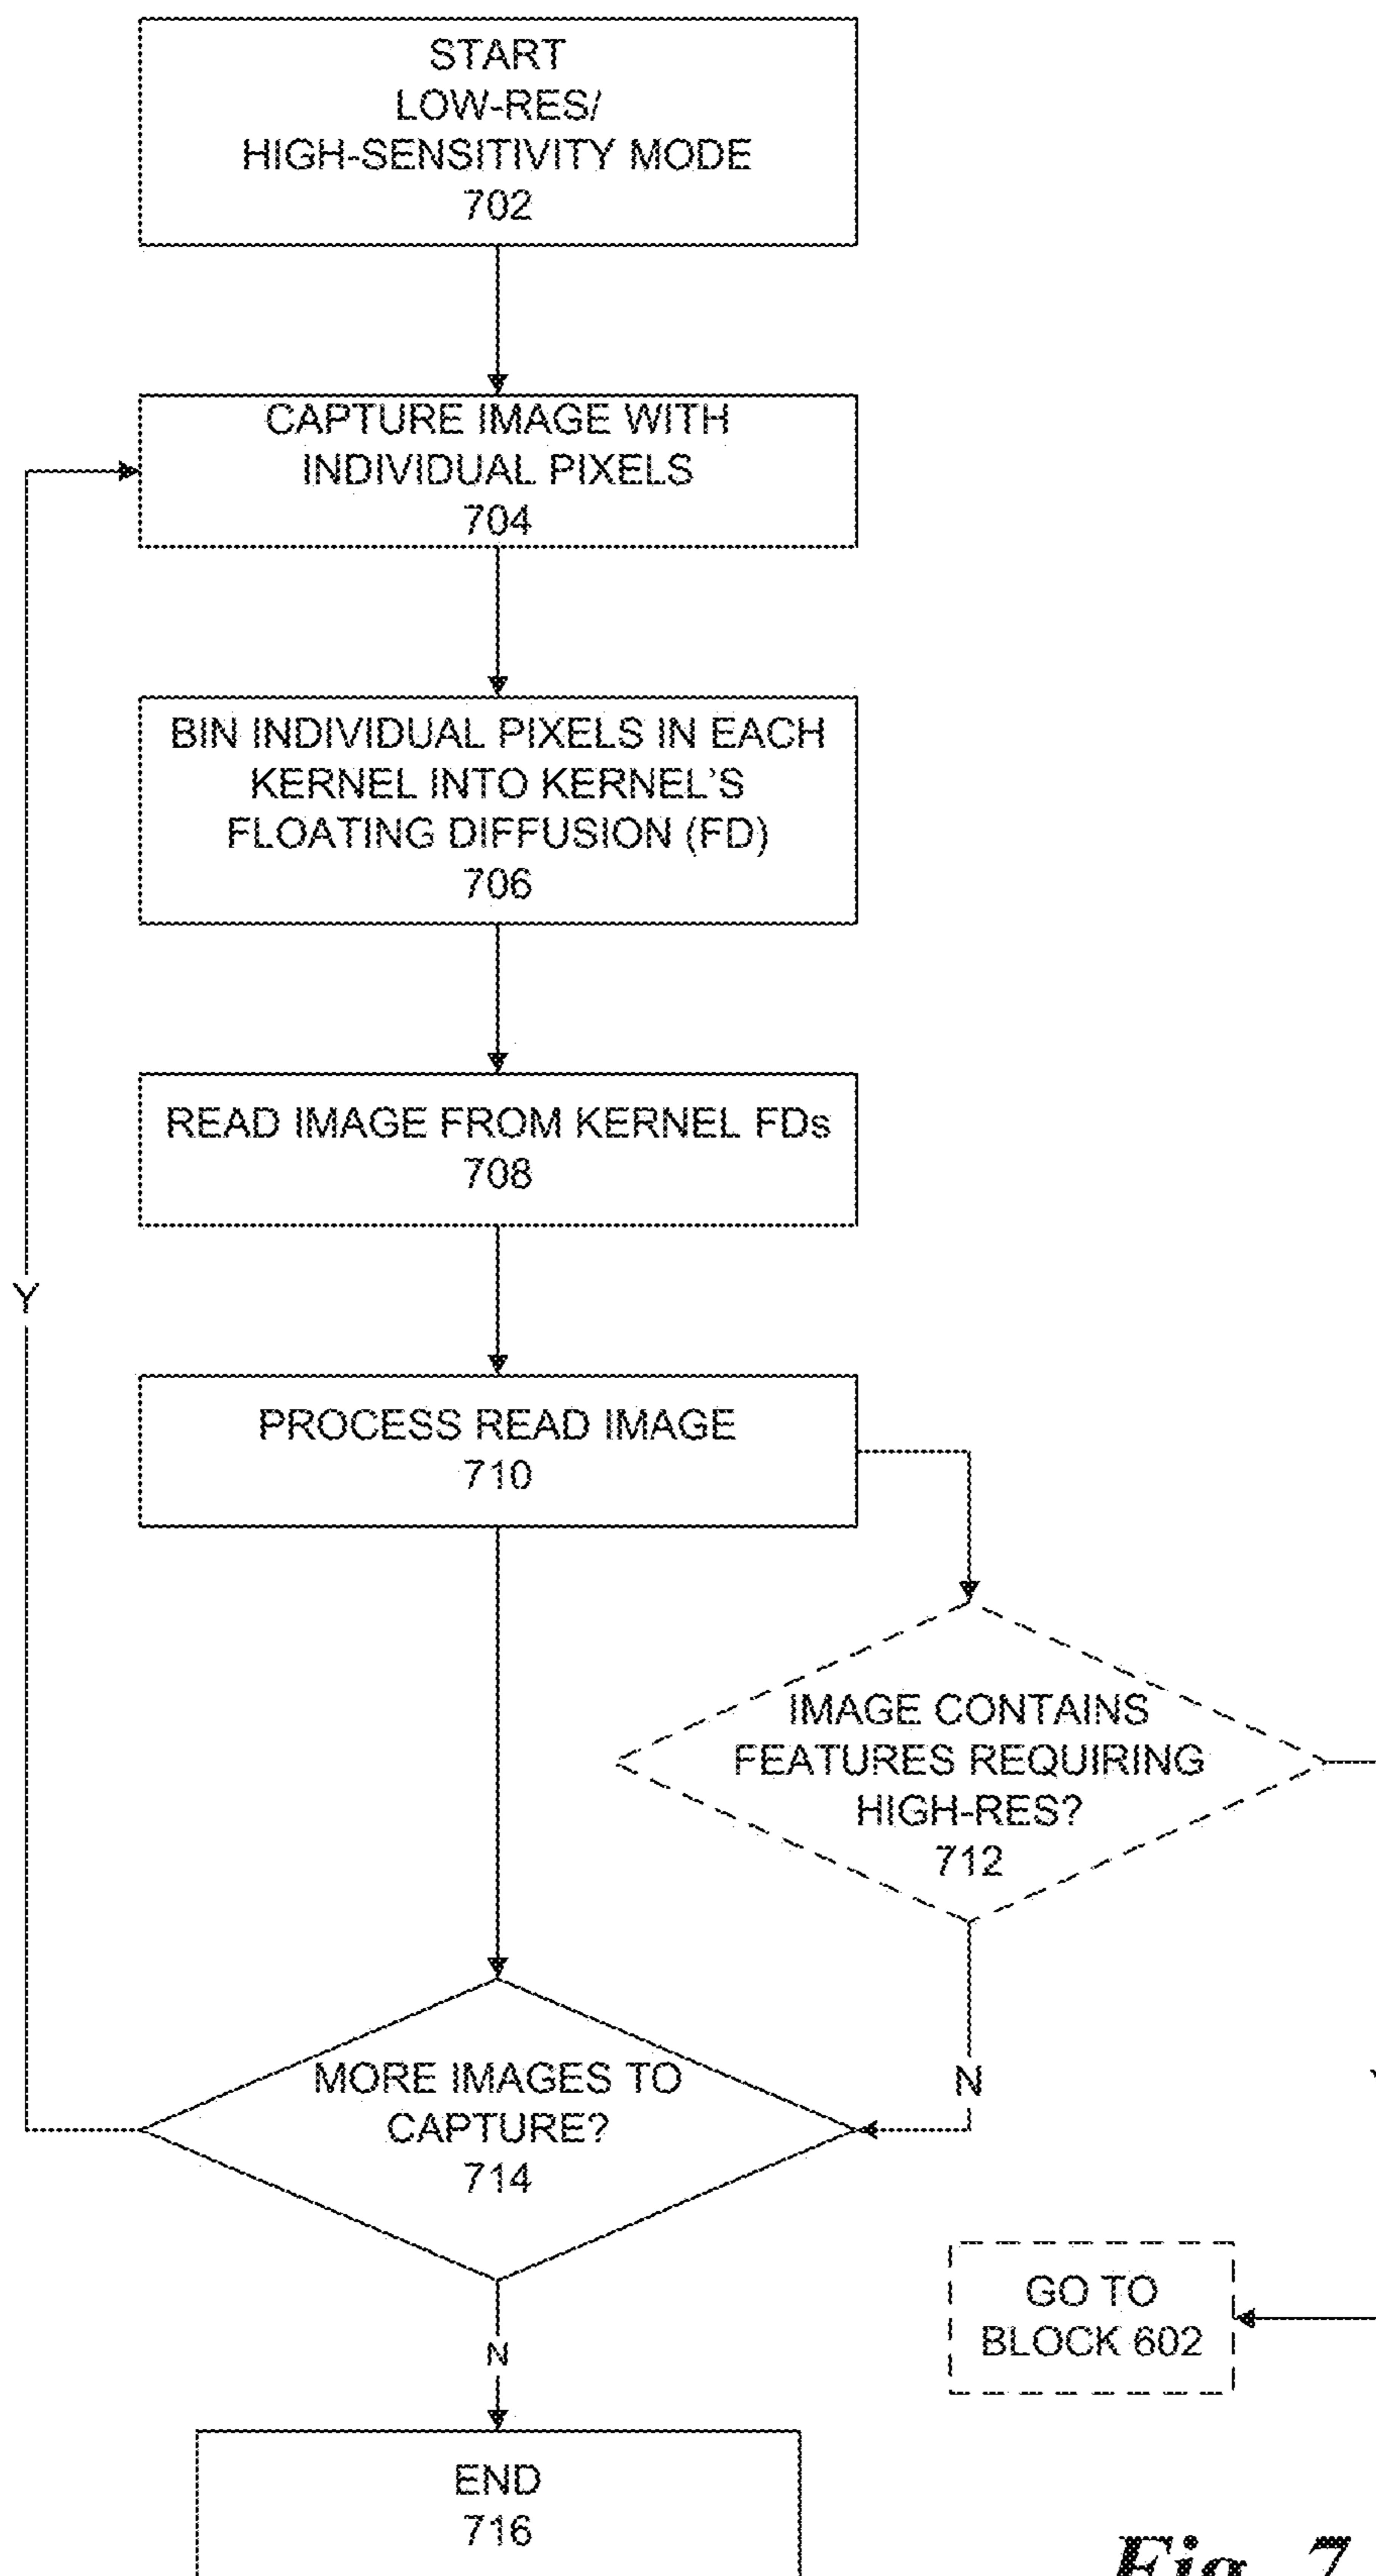 START
LOW-RES/
HIGH-SENSITIVITY MODE
702
CAPTURE IMAGE WITH
INDIVIDUAL PIXELS
704
BIN INDIVIDUAL PIXELS IN EACH
KERNEL INTO KERNEL'S
FLOATING DIFFUSION (FD)
706
READ IMAGE FROM KERNEL FDs
708
Y
PROCESS READ IMAGE
710
IMAGE CONTAINS
FEATURES REQUIRING
HIGH-RES?
712
MORE IMAGES TO
CAPTURE?
714
N
GO TO
BLOCK 602
N
END
716
Fig. 7